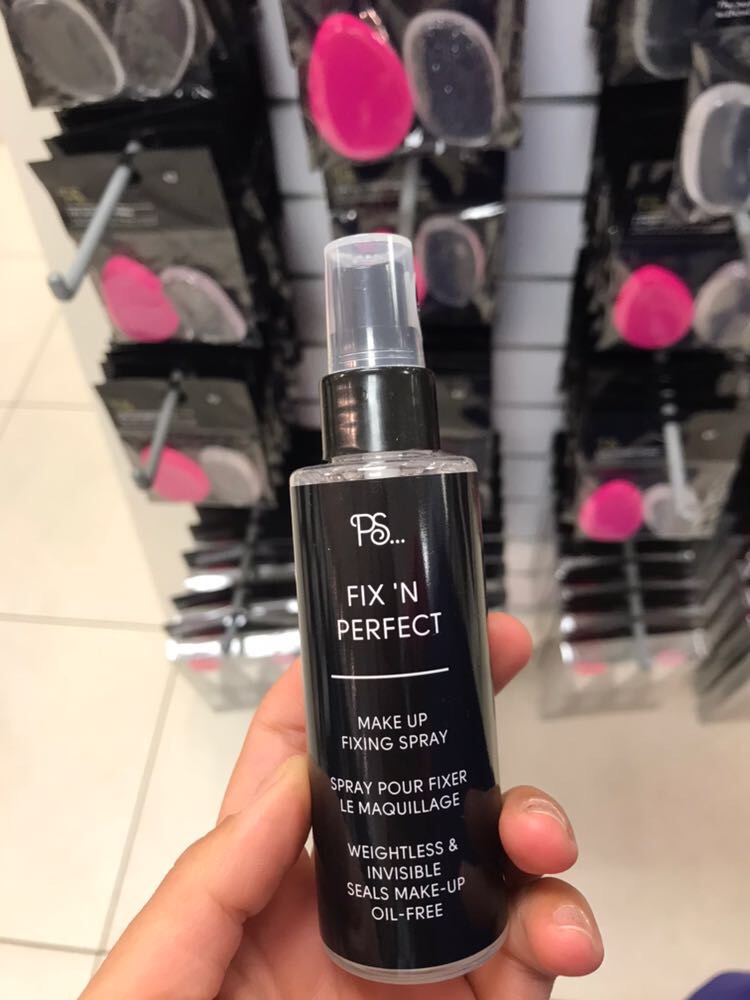 PS...
FIX 'N
PERFECT
MAKE UP
FIXING SPRAY
SPRAY POUR FIXER
LE MAQUILLAGE
WEIGHTLESS &
INVISIBLE
SEALS MAKE-UP
OIL-FREE